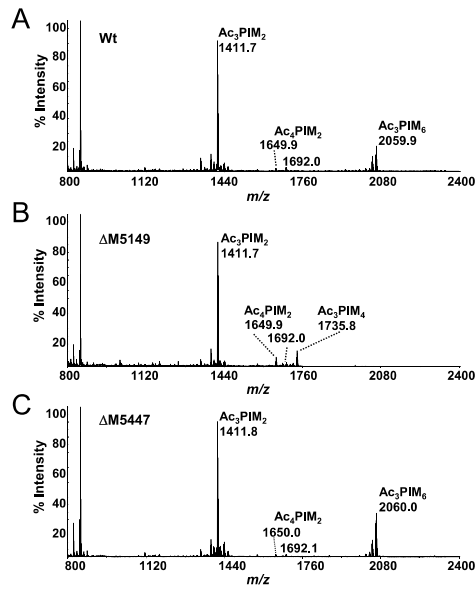 A
Wt
% Intensity
100
80
60
40
20
Ac3PIM2
1411.7
Ac4PIM2
1649.9
1692.0
Ac3PIM6
2059.9
800 1120 1440 1760 2080 2400
m/z
B
ΔM5149
% Intensity
100
80
60
40
20
Ac3PIM2
1411.7
Ac4PIM2
1649.9
1692.0
Ac3PIM4
1735.8
800 1120 1440 1760 2080 2400
m/z
C
ΔM5447
% Intensity
100
80
60
40
20
Ac3PIM2
1411.8
Ac4PIM2
1650.0
1692.1
Ac3PIM6
2060.0
800 1120 1440 1760 2080 2400
m/z